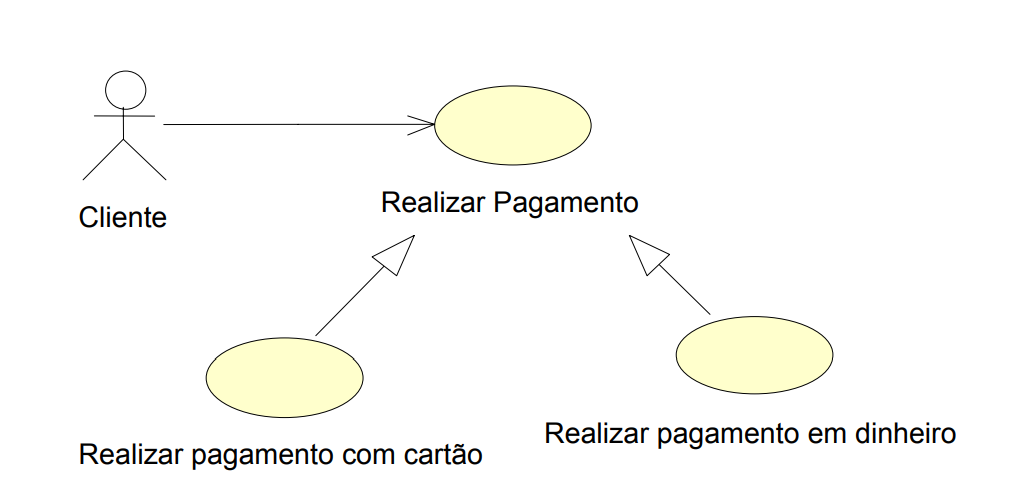 Realizar Pagamento
Cliente
Realizar pagamento em dinheiro
Realizar pagamento com cartão